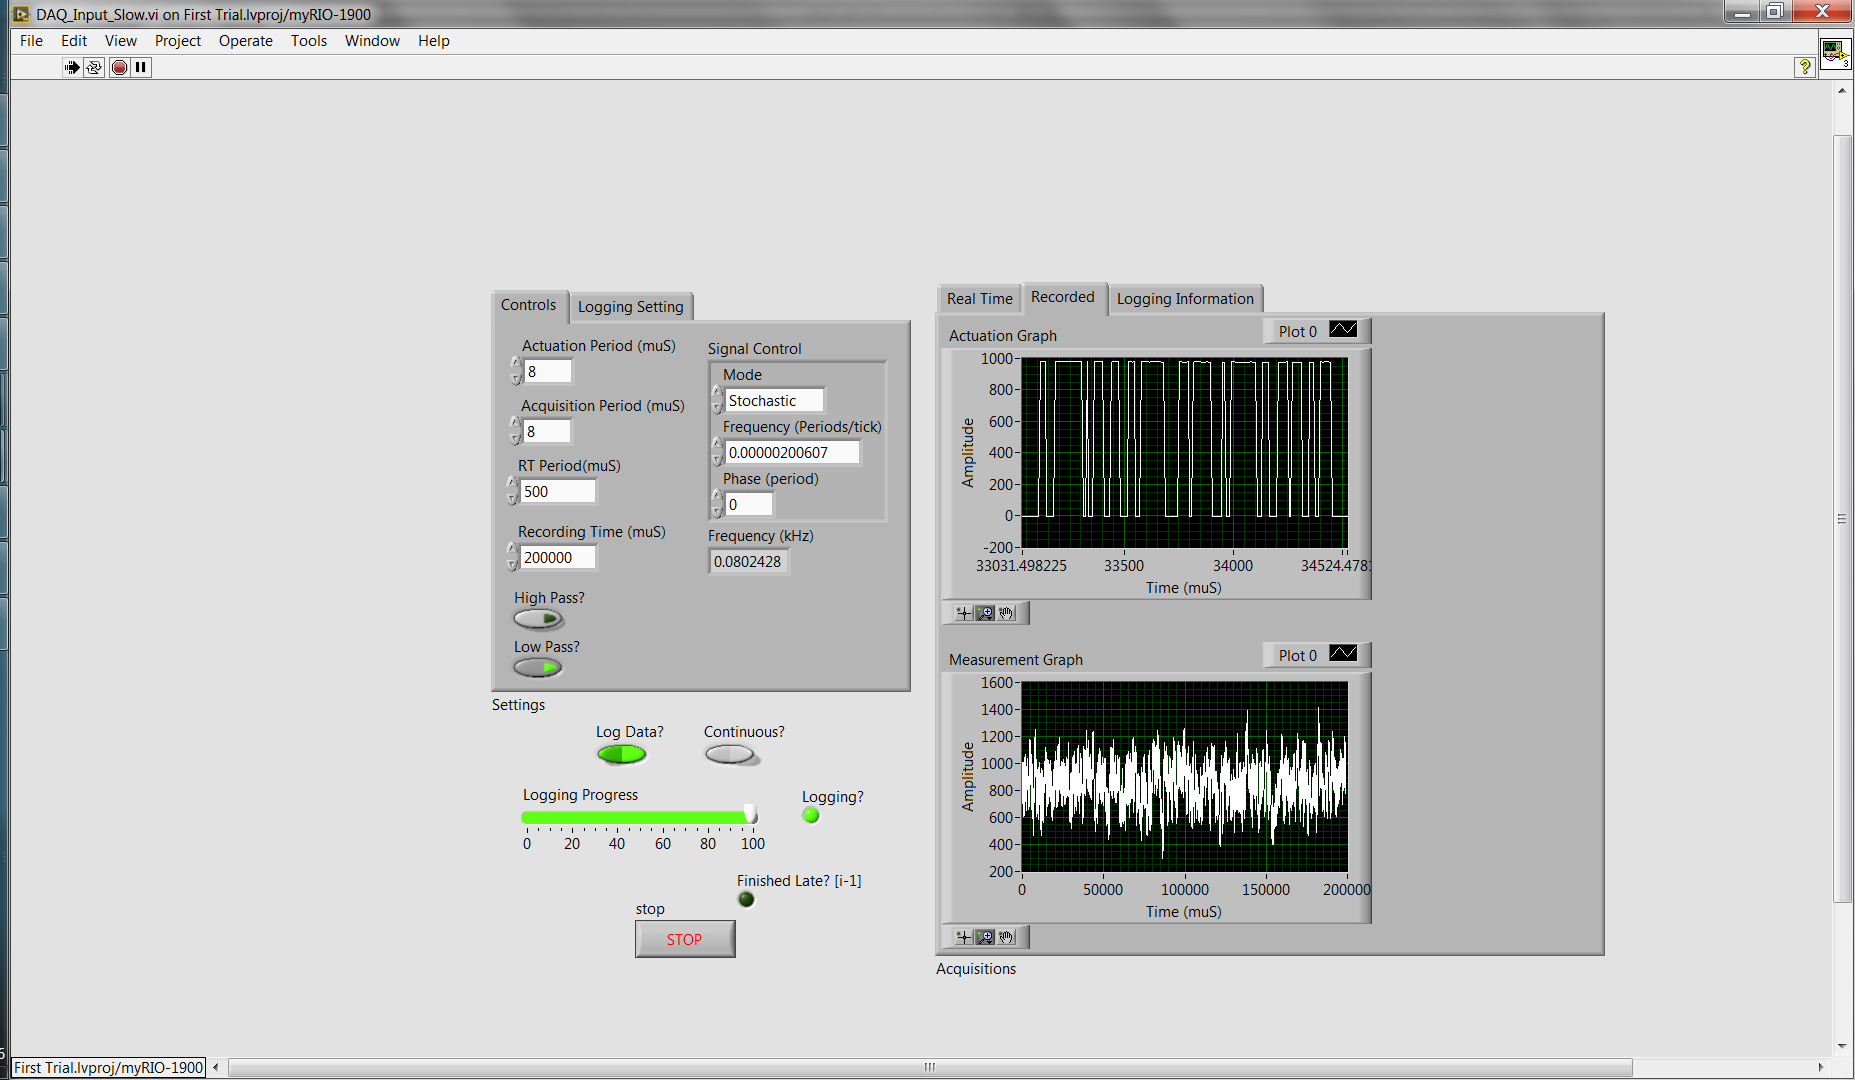 DAQ_Input_Slow.vi on First Trial.lvproj/myRIO-1900
File Edit View Project Operate Tools Window Help
3
Controls Logging Setting
Actuation Period (muS)
8
Acquisition Period (muS)
8
RT Period(muS)
500
Recording Time (muS)
200000
High Pass?
Low Pass?
Signal Control
Mode
Stochastic
Frequency (Periods/tick)
0.00000200607
Phase (period)
0
Frequency (kHz)
0.0802428
Settings
Log Data? Continuous?
Logging Progress
0 20 40 60 80 100
Logging?
Finished Late? [i-1]
stop
STOP
Real Time Recorded Logging Information
Actuation Graph
Plot 0
Amplitude
1000
800
600
400
200
0
-200
33031.498225 33500 34000 34524.478
Time (muS)
Measurement Graph
Plot 0
Amplitude
1600
1400
1200
1000
800
600
400
200
0 50000 100000 150000 200000
Time (muS)
Acquisitions
First Trial.lvproj/myRIO-1900